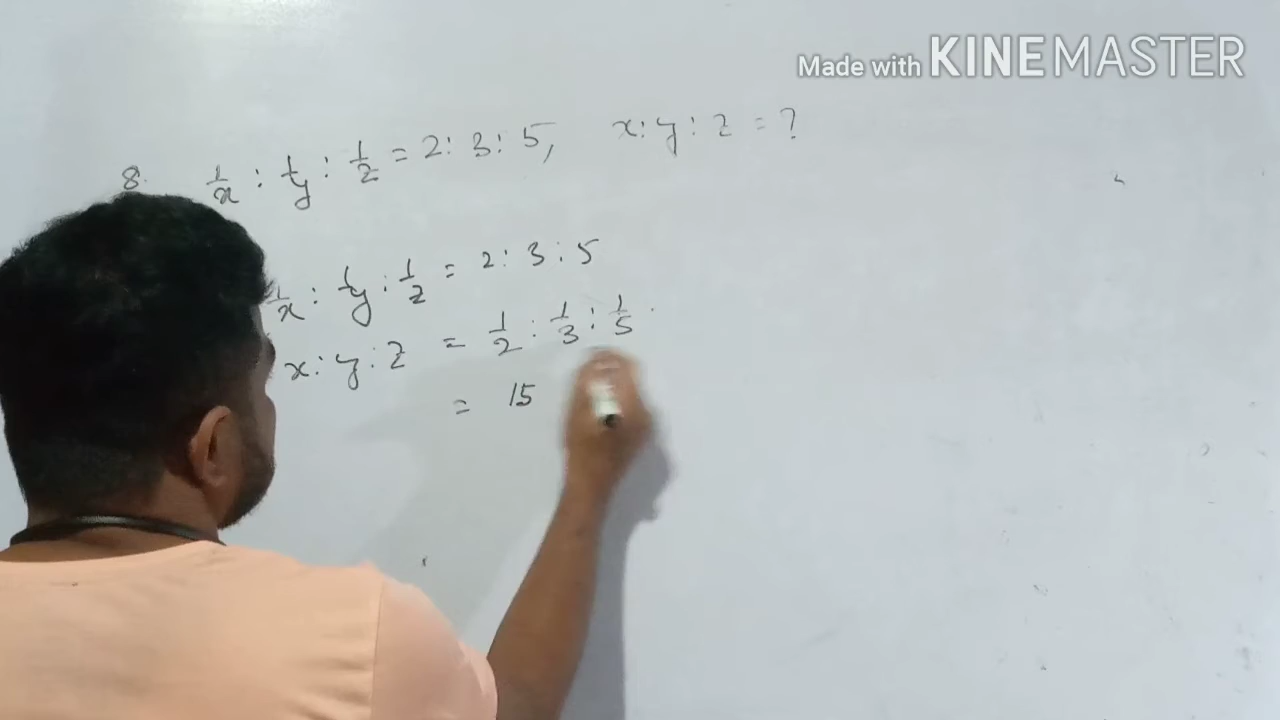 Made with KINEMASTER
8. 1/x : 1/y : 1/z = 2 : 3 : 5, x : y : z = ?
1/x : 1/y : 1/z = 2 : 3 : 5
x : y : z = 1/2 : 1/3 : 1/5
= 15